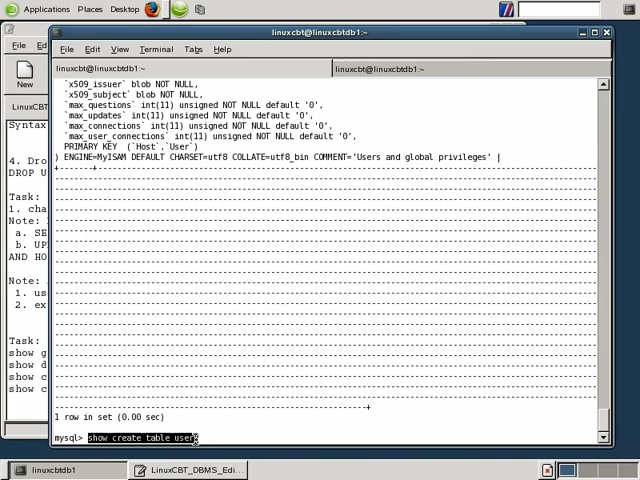 Applications Places Desktop
linuxcbt@linuxcbtdb1:~
File Edit View Terminal Tabs Help
linuxcbt@linuxcbtdb1:~
linuxcbt@linuxcbtdb1:~
`x509_issuer` blob NOT NULL,
`x509_subject` blob NOT NULL,
`max_questions` int(11) unsigned NOT NULL default '0',
`max_updates` int(11) unsigned NOT NULL default '0',
`max_connections` int(11) unsigned NOT NULL default '0',
`max_user_connections` int(11) unsigned NOT NULL default '0',
PRIMARY KEY (`Host`,`User`)
) ENGINE=MyISAM DEFAULT CHARSET=utf8 COLLATE=utf8_bin COMMENT='Users and global privileges' |
1 row in set (0.00 sec)
mysql> show create table user
File Ed
New
LinuxC
Syntax
4. Dro
DROP U
Task:
1. cha
Note:
a. SE
b. UP
AND HO
Note:
1. us
2. ex
Task:
show g
show d
show c
show c
linuxcbtdb1
LinuxCBT_DBMS_Edi...